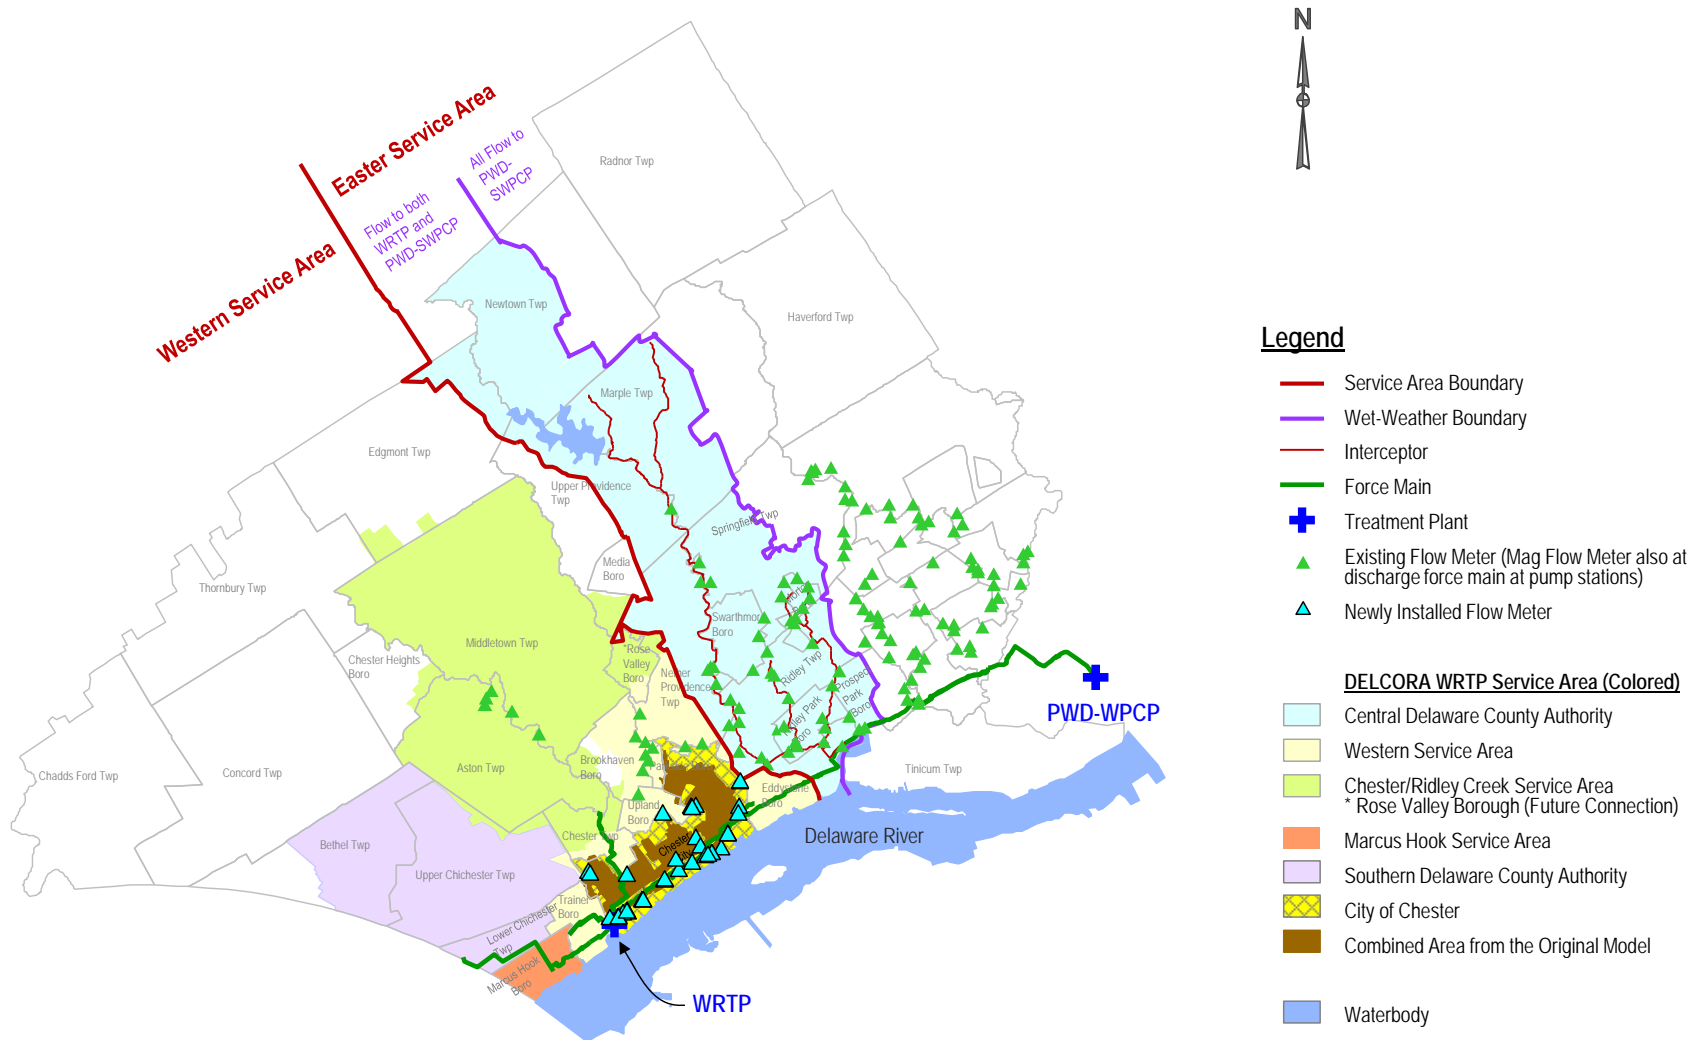 N
Easter Service Area
Western Service Area
All Flow to
PWD-
SWPCP
Flow to both
WRTP and
PWD-SWPCP
Radnor Twp
Newtown Twp
Haverford Twp
Marple Twp
Edgmont Twp
Upper Providence
Twp
Springfield Twp
Media
Boro
Thornbury Twp
Swarthmor
Boro
Middletown Twp
Chester Heights
Boro
*Rose
Valley
Boro
Nether
Providence
Twp
Ridley Twp
Prospect
Park
Boro
Ridley Park
Boro
PWD-WPCP
Chadds Ford Twp
Concord Twp
Aston Twp
Brookhaven
Boro
Tinicum Twp
Eddystone
Boro
Upland
Boro
Chester Twp
Chester
City
Delaware River
Bethel Twp
Upper Chichester Twp
Trainer
Boro
Lower Chichester
Twp
Marcus Hook
Boro
WRTP
Legend
Service Area Boundary
Wet-Weather Boundary
Interceptor
Force Main
Treatment Plant
Existing Flow Meter (Mag Flow Meter also at
discharge force main at pump stations)
Newly Installed Flow Meter
DELCORA WRTP Service Area (Colored)
Central Delaware County Authority
Western Service Area
Chester/Ridley Creek Service Area
* Rose Valley Borough (Future Connection)
Marcus Hook Service Area
Southern Delaware County Authority
City of Chester
Combined Area from the Original Model
Waterbody